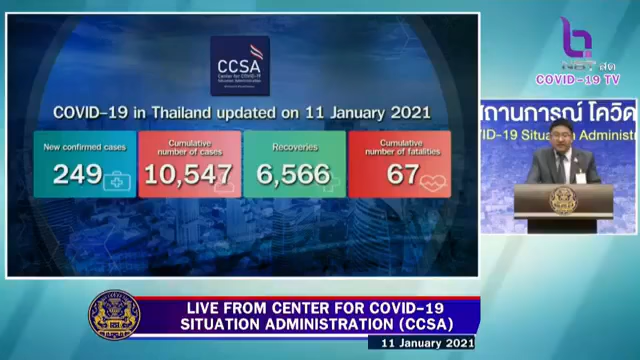 CCSA
Center for COVID-19
Situation Administration
COVID-19 in Thailand updated on 11 January 2021
New confirmed cases
249
Cumulative
number of cases
10,547
Recoveries
6,566
Cumulative
number of fatalities
67
NBT สด
COVID-19 TV
สถานการณ์ โควิด
VID-19 Situation Administr
LIVE FROM CENTER FOR COVID-19
SITUATION ADMINISTRATION (CCSA)
11 January 2021